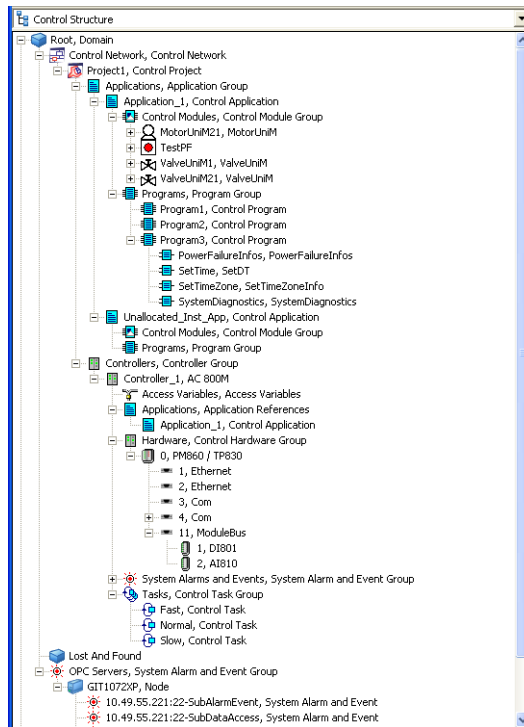 Control Structure
Root, Domain
Control Network, Control Network
Project1, Control Project
Applications, Application Group
Application_1, Control Application
Control Modules, Control Module Group
MotorUniM21, MotorUniM
TestPF
ValveUniM1, ValveUniM
ValveUniM21, ValveUniM
Programs, Program Group
Program1, Control Program
Program2, Control Program
Program3, Control Program
PowerFailureInfos, PowerFailureInfos
SetTime, SetDT
SetTimeZone, SetTimeZoneInfo
SystemDiagnostics, SystemDiagnostics
Unallocated_Inst_App, Control Application
Control Modules, Control Module Group
Programs, Program Group
Controllers, Controller Group
Controller_1, AC 800M
Access Variables, Access Variables
Applications, Application References
Application_1, Control Application
Hardware, Control Hardware Group
0, PM860 / TP830
1, Ethernet
2, Ethernet
3, Com
4, Com
11, ModuleBus
1, DI801
2, AI810
System Alarms and Events, System Alarm and Event Group
Tasks, Control Task Group
Fast, Control Task
Normal, Control Task
Slow, Control Task
Lost And Found
OPC Servers, System Alarm and Event Group
GIT1072XP, Node
10.49.55.221:22-SubAlarmEvent, System Alarm and Event
10.49.55.221:22-SubDataAccess, System Alarm and Event